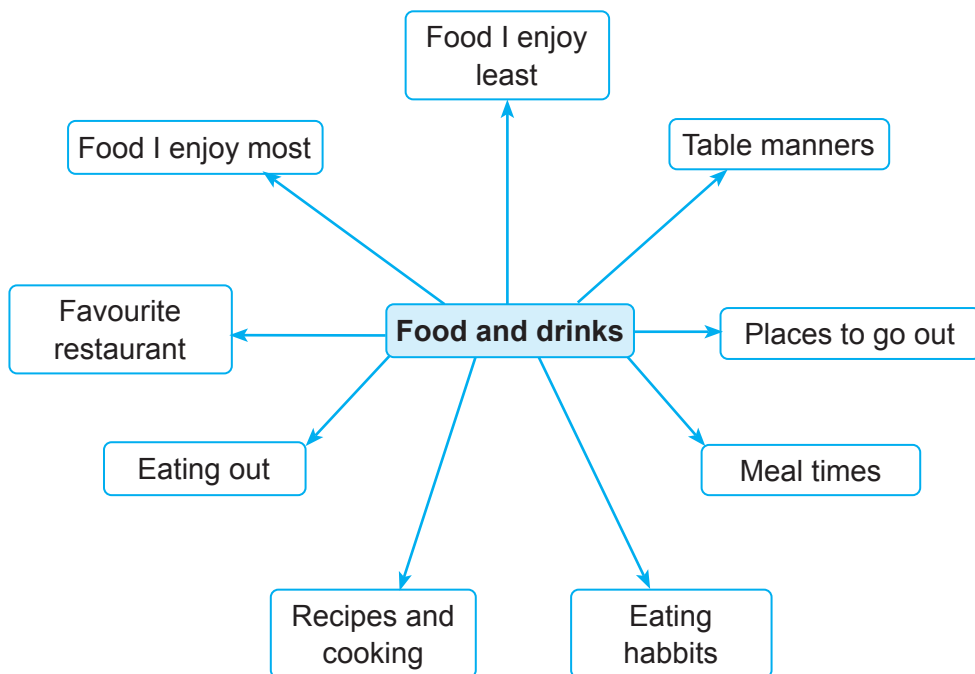 Food I enjoy
least
Food I enjoy most
Table manners
Favourite
restaurant
Food and drinks
Places to go out
Eating out
Meal times
Recipes and
cooking
Eating
habbits